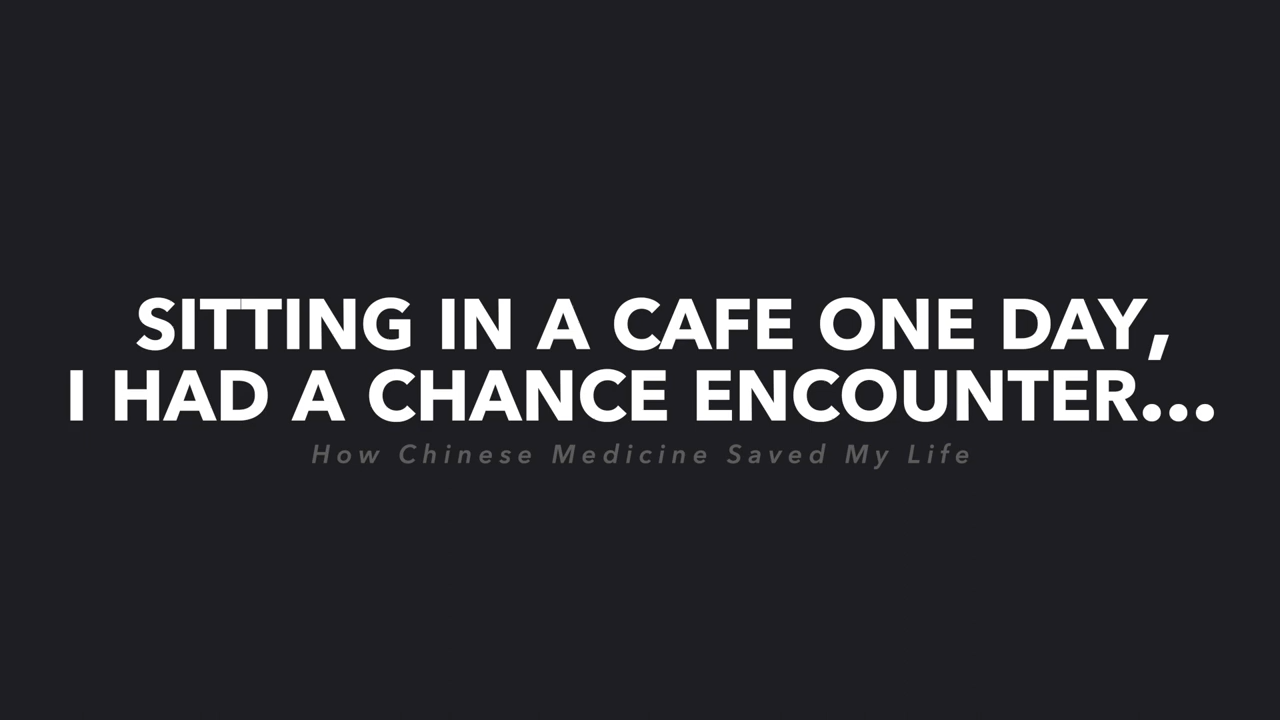 SITTING IN A CAFE ONE DAY,
I HAD A CHANCE ENCOUNTER...
How Chinese Medicine Saved My Life